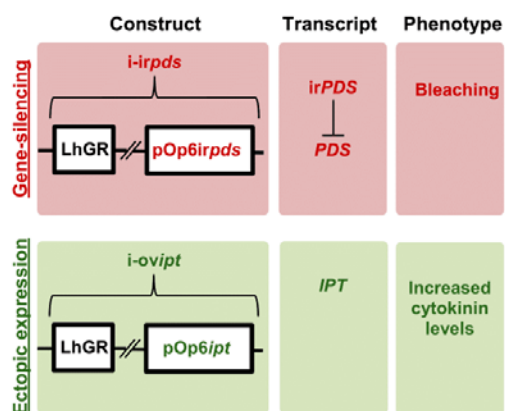 Construct Transcript Phenotype
Gene-silencing
i-irpds
LhGR
pOp6irpds
irPDS
PDS
Bleaching
Ectopic expression
i-ovipt
LhGR
pOp6ipt
IPT
Increased
cytokinin
levels